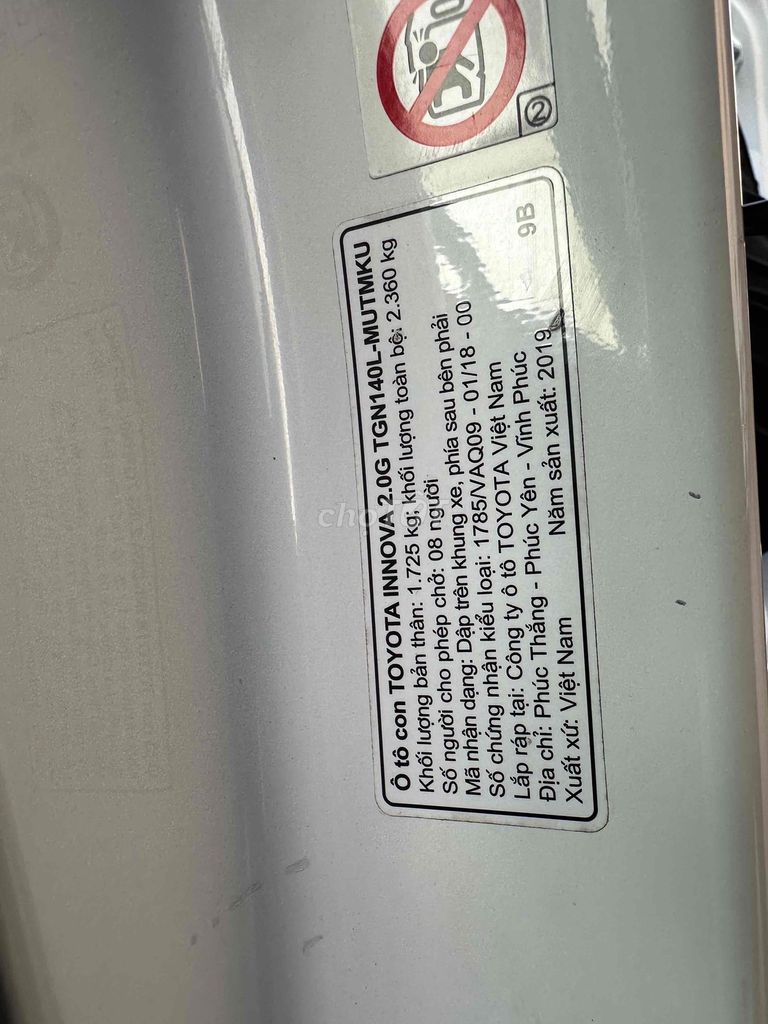 2
Ô tô con TOYOTA INNOVA 2.0G TGN140L-MUTMKU
Khối lượng bản thân: 1.725 kg; khối lượng toàn bộ: 2.360 kg
Số người cho phép chở: 08 người
Mã nhận dạng: Dập trên khung xe, phía sau bên phải
Số chứng nhận kiểu loại: 1785/VAQ09 - 01/18 - 00
Lắp ráp tại: Công ty ô tô TOYOTA Việt Nam
Địa chỉ: Phúc Thắng - Phúc Yên - Vĩnh Phúc
Xuất xứ: Việt Nam Năm sản xuất: 2019 9B